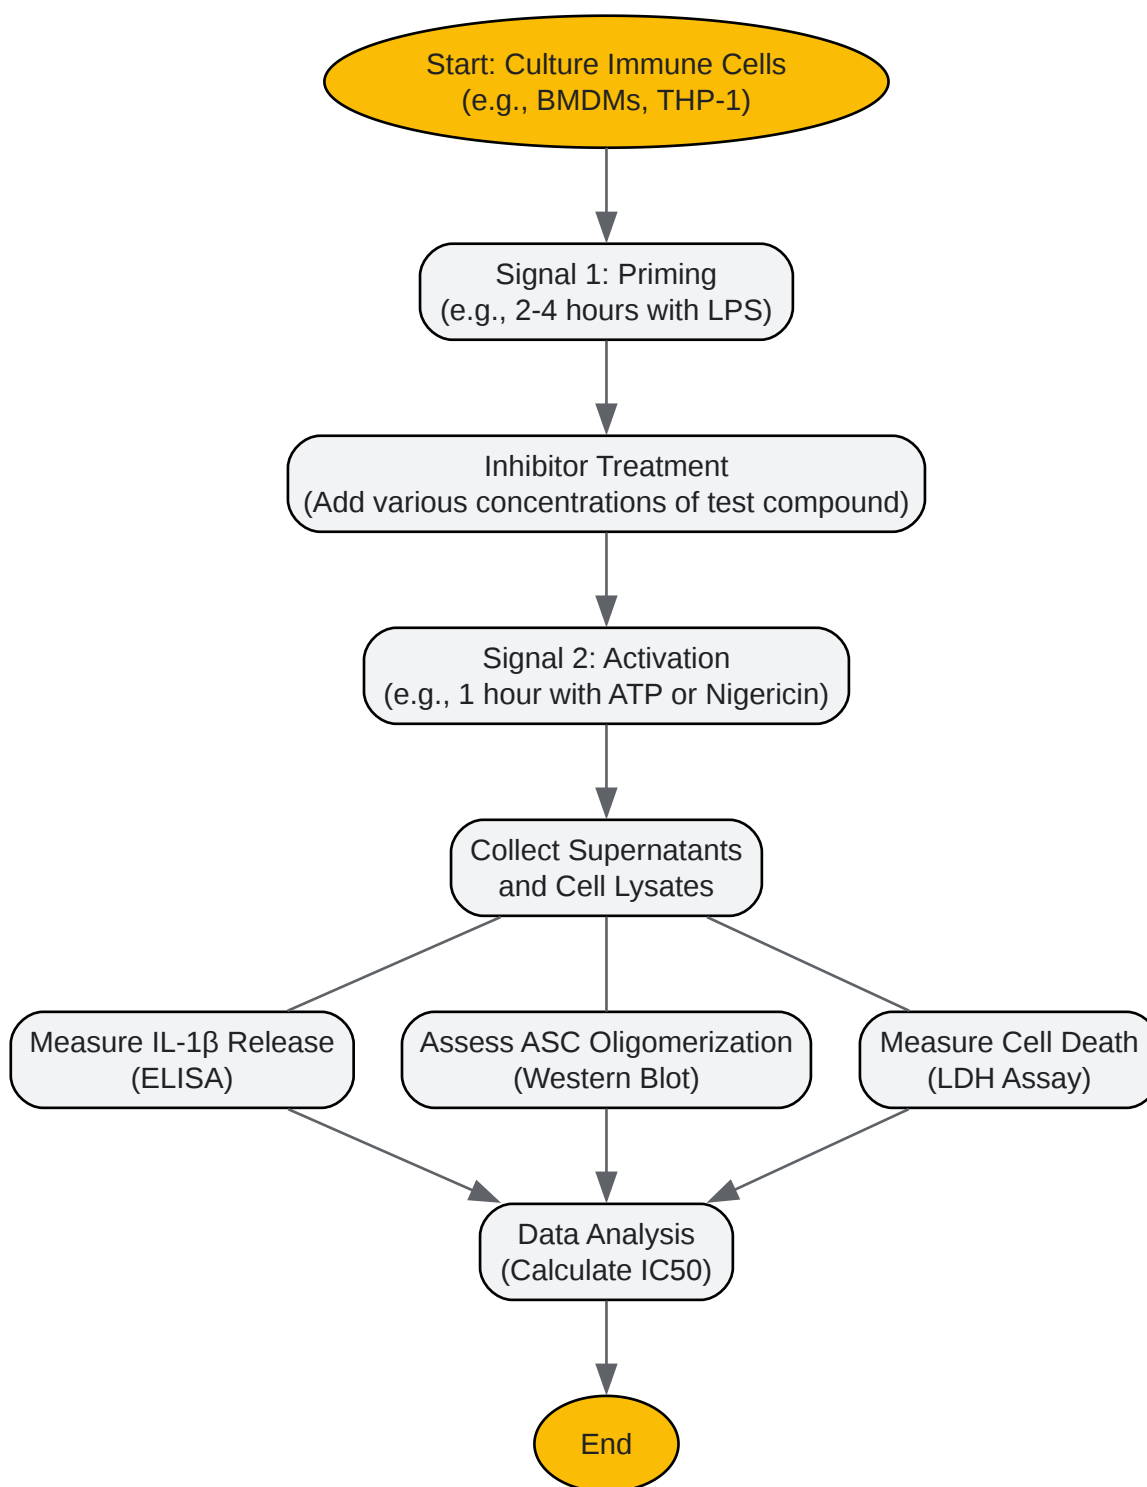 Start: Culture Immune Cells
(e.g., BMDMs, THP-1)
Signal 1: Priming
(e.g., 2-4 hours with LPS)
Inhibitor Treatment
(Add various concentrations of test compound)
Signal 2: Activation
(e.g., 1 hour with ATP or Nigericin)
Collect Supernatants
and Cell Lysates
Measure IL-1β Release
(ELISA)
Assess ASC Oligomerization
(Western Blot)
Measure Cell Death
(LDH Assay)
Data Analysis
(Calculate IC50)
End